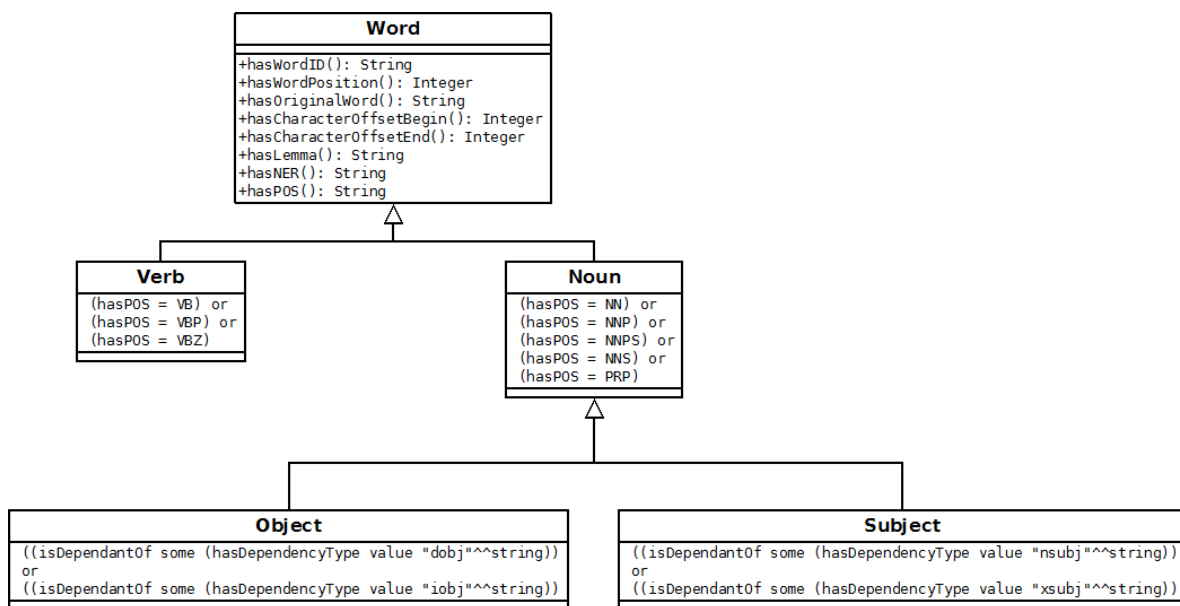 Word
+hasWordID(): String
+hasWordPosition(): Integer
+hasOriginalWord(): String
+hasCharacterOffsetBegin(): Integer
+hasCharacterOffsetEnd(): Integer
+hasLemma(): String
+hasNER(): String
+hasPOS(): String
Verb
(hasPOS = VB) or
(hasPOS = VBP) or
(hasPOS = VBZ)
Noun
(hasPOS = NN) or
(hasPOS = NNP) or
(hasPOS = NNPS) or
(hasPOS = NNS) or
(hasPOS = PRP)
Object
((isDependantOf some (hasDependencyType value "dobj"^^string))
or
((isDependantOf some (hasDependencyType value "iobj"^^string))
Subject
((isDependantOf some (hasDependencyType value "nsubj"^^string))
or
((isDependantOf some (hasDependencyType value "xsubj"^^string))